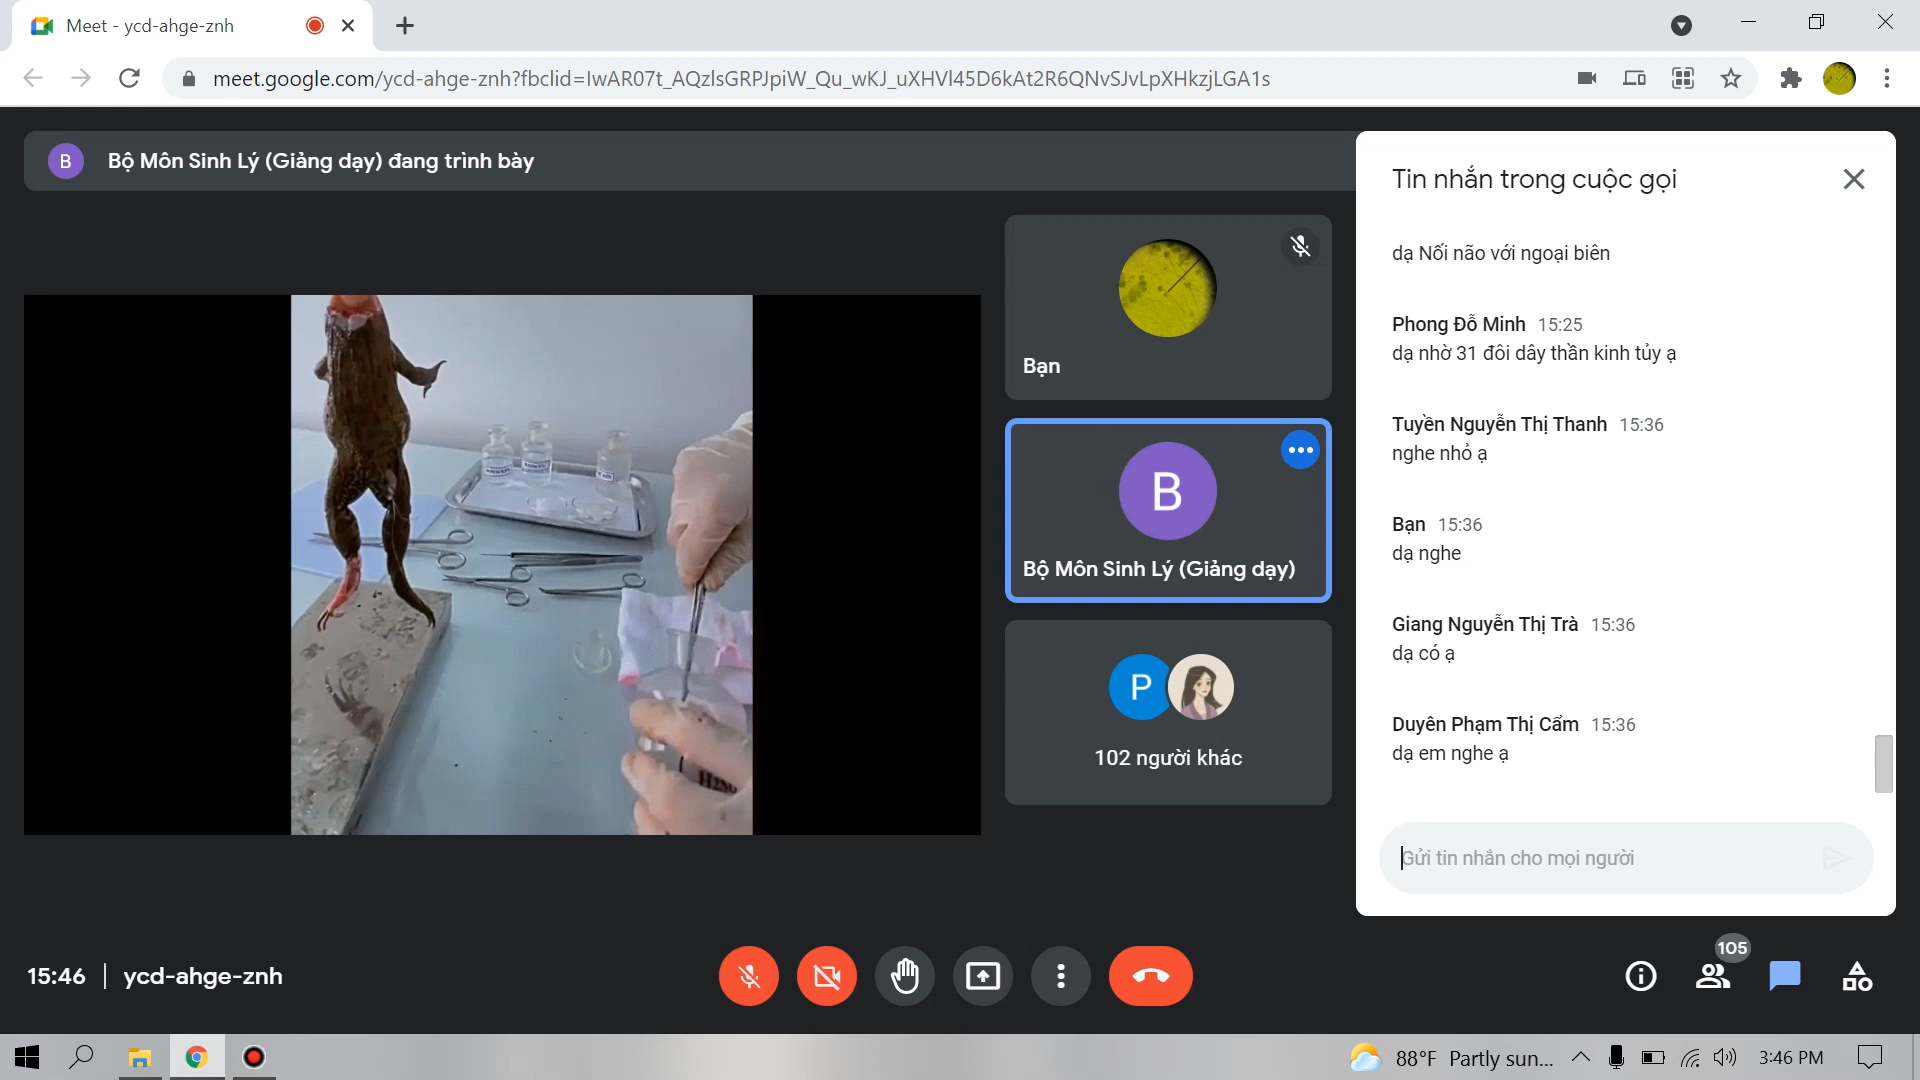 Meet - ycd-ahge-znh
meet.google.com/ycd-ahge-znh?fbclid=IwAR07t_AQzlsGRPJpiW_Qu_wKJ_uXHVl45D6kAt2R6QNvSJvLpXHkzjLGA1s
B
Bộ Môn Sinh Lý (Giảng dạy) đang trình bày
Bạn
B
Bộ Môn Sinh Lý (Giảng dạy)
P
102 người khác
Tin nhắn trong cuộc gọi
dạ Nối não với ngoại biên
Phong Đỗ Minh 15:25
dạ nhờ 31 đôi dây thần kinh tủy ạ
Tuyền Nguyễn Thị Thanh 15:36
nghe nhỏ ạ
Bạn 15:36
dạ nghe
Giang Nguyễn Thị Trà 15:36
dạ có ạ
Duyên Phạm Thị Cẩm 15:36
dạ em nghe ạ
Gửi tin nhắn cho mọi người
15:46 | ycd-ahge-znh
105
88°F Partly sun...
3:46 PM